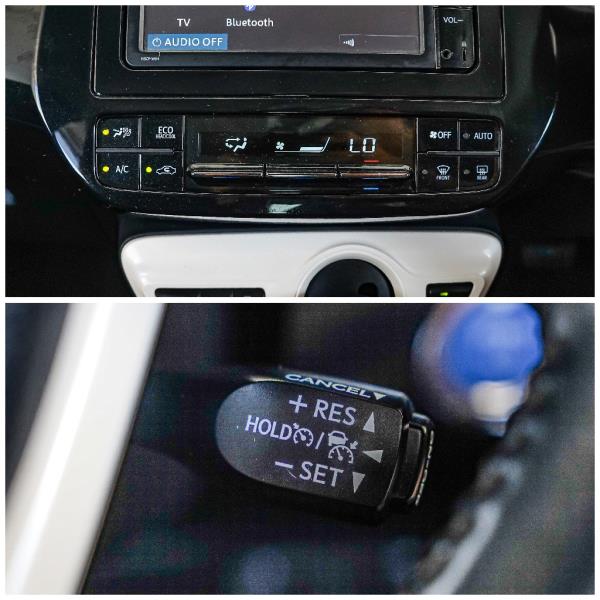 TV Bluetooth
AUDIO OFF
VOL−
ECO
OFF
AUTO
LO
A/C
FRONT
REAR
CANCEL
+ RES
HOLD /
− SET